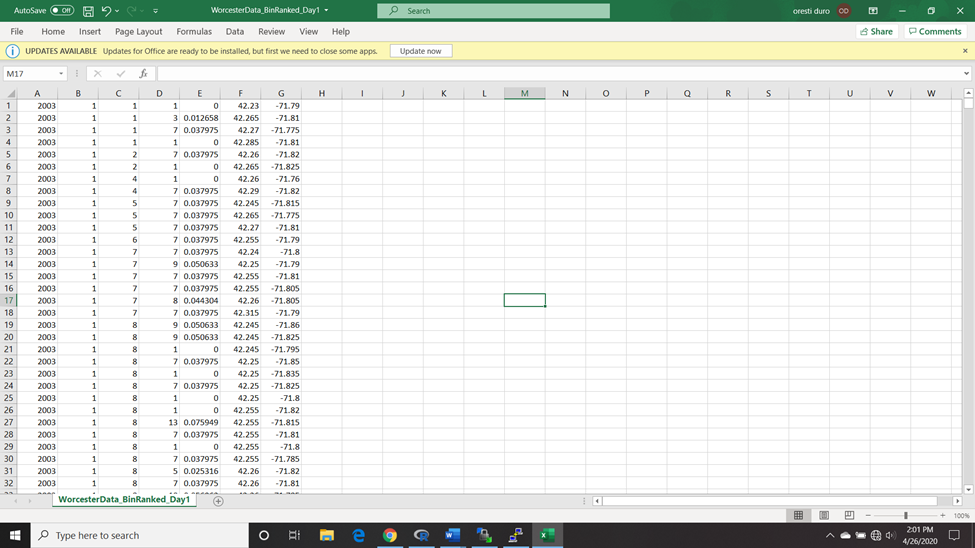 AutoSave Off WorcesterData_BinRanked_Day1 Search oresti duro OD
File Home Insert Page Layout Formulas Data Review View Help Share Comments
UPDATES AVAILABLE Updates for Office are ready to be installed, but first we need to close some apps. Update now
M17 fx
A B C D E F G H I J K L M N O P Q R S T U V W
1 2003 1 1 1 0 42.23 -71.79
2 2003 1 1 3 0.012658 42.265 -71.81
3 2003 1 1 7 0.037975 42.27 -71.775
4 2003 1 1 1 0 42.285 -71.81
5 2003 1 2 7 0.037975 42.26 -71.82
6 2003 1 2 1 0 42.265 -71.825
7 2003 1 4 1 0 42.26 -71.76
8 2003 1 4 7 0.037975 42.29 -71.82
9 2003 1 5 7 0.037975 42.245 -71.815
10 2003 1 5 7 0.037975 42.265 -71.775
11 2003 1 5 7 0.037975 42.27 -71.81
12 2003 1 6 7 0.037975 42.255 -71.79
13 2003 1 7 7 0.037975 42.24 -71.8
14 2003 1 7 9 0.050633 42.25 -71.79
15 2003 1 7 7 0.037975 42.255 -71.81
16 2003 1 7 7 0.037975 42.255 -71.805
17 2003 1 7 8 0.044304 42.26 -71.805
18 2003 1 7 7 0.037975 42.315 -71.79
19 2003 1 8 9 0.050633 42.245 -71.86
20 2003 1 8 9 0.050633 42.245 -71.825
21 2003 1 8 1 0 42.245 -71.795
22 2003 1 8 7 0.037975 42.25 -71.85
23 2003 1 8 1 0 42.25 -71.835
24 2003 1 8 7 0.037975 42.25 -71.825
25 2003 1 8 1 0 42.25 -71.8
26 2003 1 8 1 0 42.255 -71.82
27 2003 1 8 13 0.075949 42.255 -71.815
28 2003 1 8 7 0.037975 42.255 -71.81
29 2003 1 8 1 0 42.255 -71.8
30 2003 1 8 7 0.037975 42.255 -71.785
31 2003 1 8 5 0.025316 42.26 -71.82
32 2003 1 8 7 0.037975 42.26 -71.81
WorcesterData_BinRanked_Day1
100%
Type here to search
2:01 PM
4/26/2020